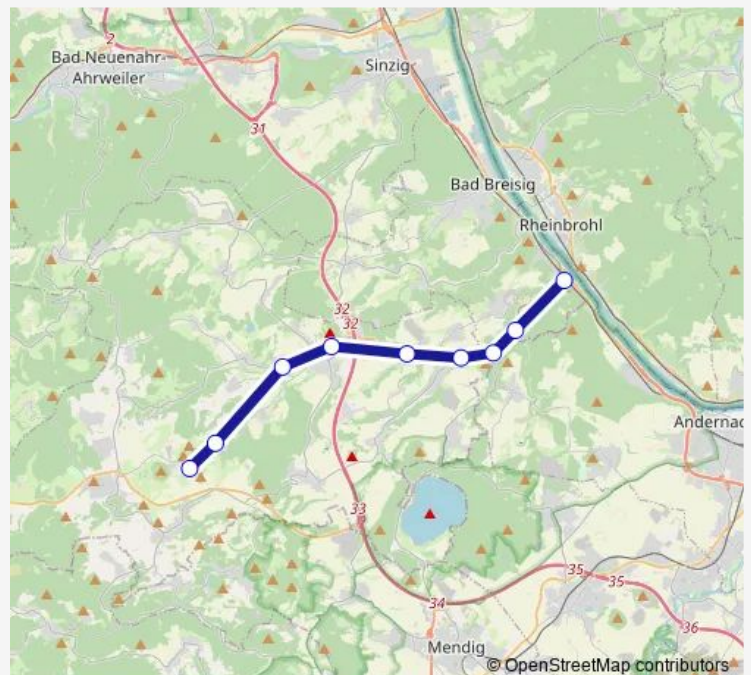 2
Bad Neuenahr-
Ahrweiler
Sinzig
31
Bad Breisig
Rheinbrohl
32
32
Andernac
33
35
35
34
36
Mendig
© OpenStreetMap contributors